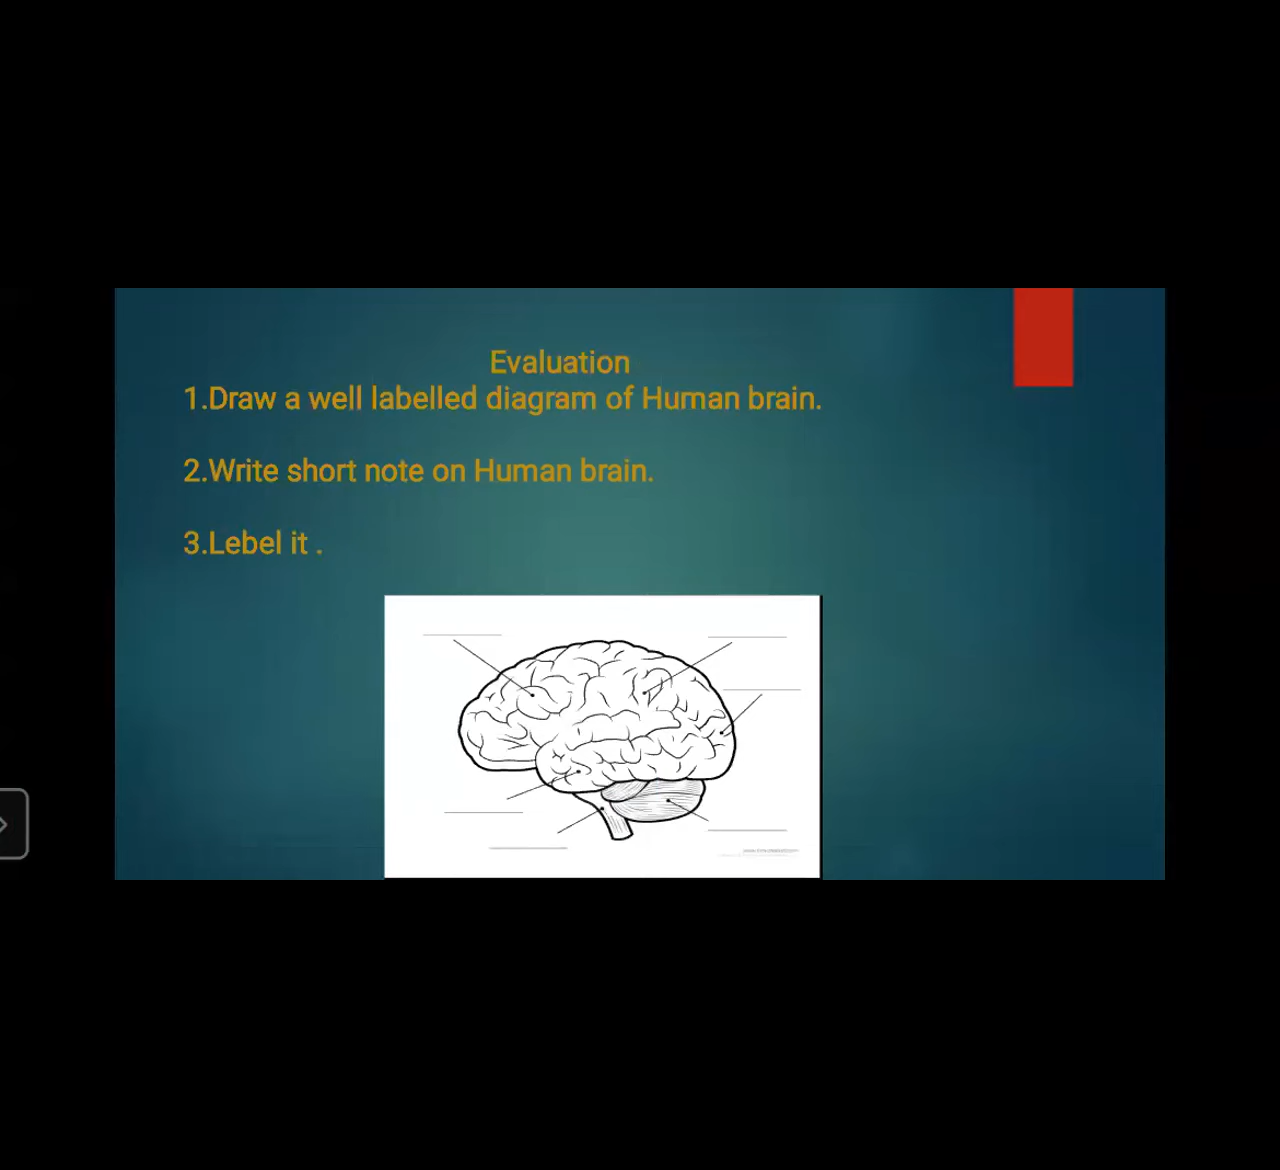 Evaluation
1.Draw a well labelled diagram of Human brain.
2.Write short note on Human brain.
3.Lebel it .